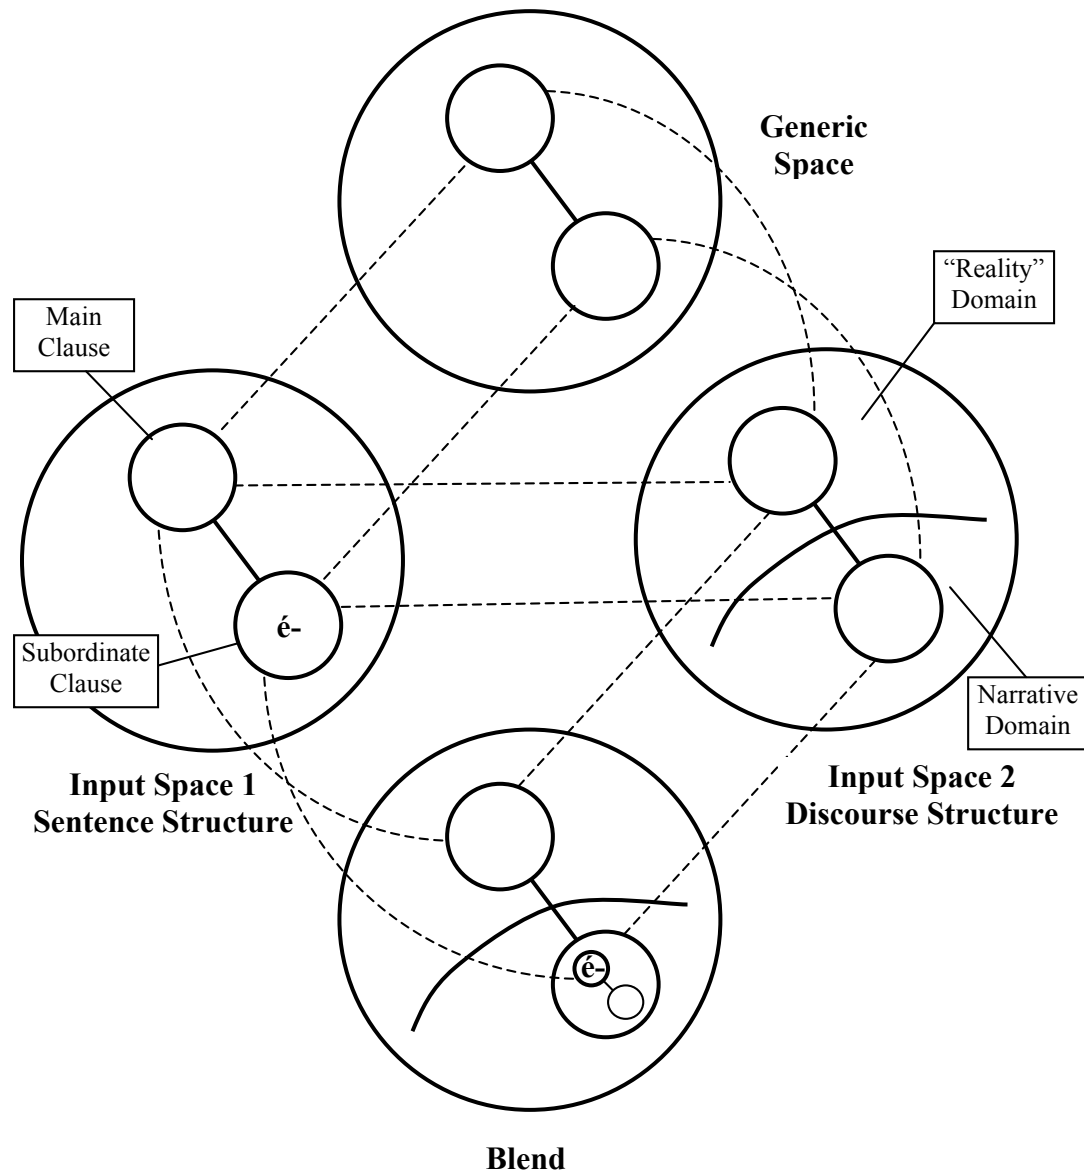 Generic
Space
“Reality”
Domain
Main
Clause
é-
Subordinate
Clause
Narrative
Domain
Input Space 1
Sentence Structure
Input Space 2
Discourse Structure
é-
Blend